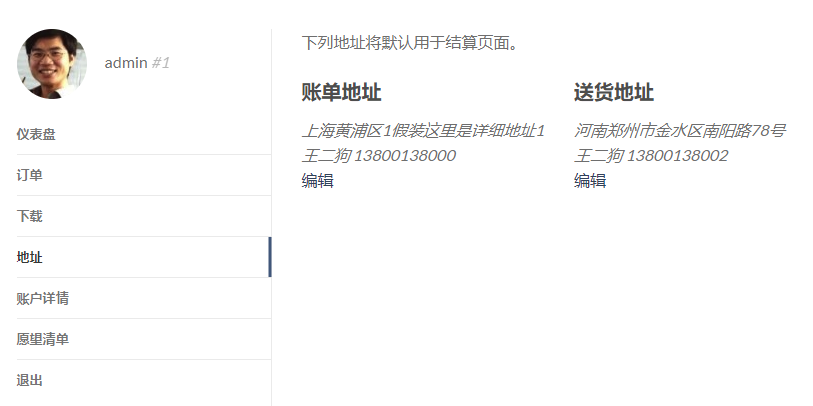 admin #1
仪表盘
订单
下载
地址
账户详情
愿望清单
退出
下列地址将默认用于结算页面。
账单地址
上海黄浦区1假装这里是详细地址1
王二狗 13800138000
编辑
送货地址
河南郑州市金水区南阳路78号
王二狗 13800138002
编辑